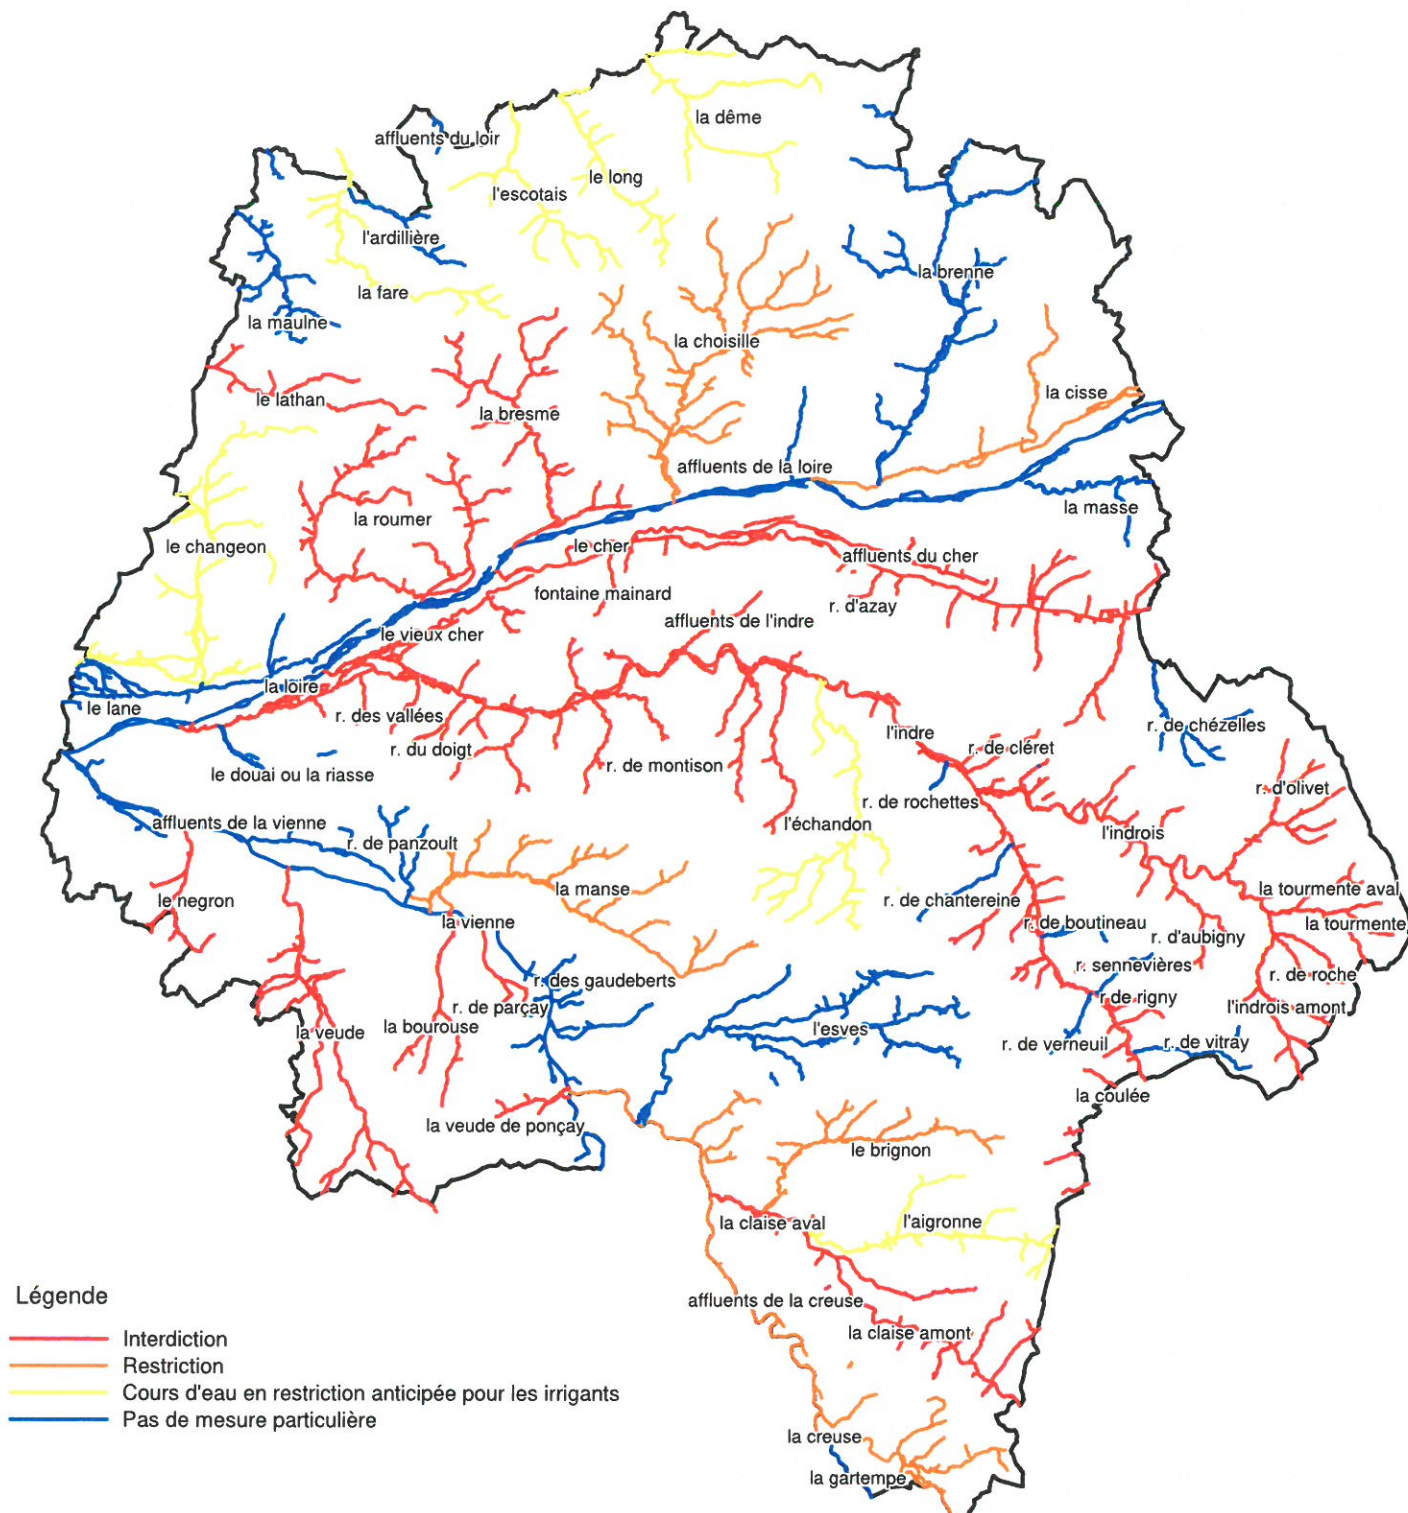 la dême
affluents du loir
le long
l'escotais
l'ardillière
la brenne
la fare
la maulne
la choisille
la cisse
le lathan
la bresme
affluents de la loire
la masse
la roumer
le changeon
le cher
affluents du cher
fontaine mainard
r. d'azay
affluents de l'indre
le vieux cher
la loire
le lane
r. des vallées
r. de chézelles
l'indre
r. du doigt
r. de cléret
r. de montison
le douai ou la riasse
r. d'olivet
r. de rochettes
affluents de la vienne
l'échandon
l'indrois
r. de panzoult
la manse
la tourmente aval
le negron
r. de chantereine
la vienne
r. de boutineau
la tourmente
r. d'aubigny
r. sennevières
r. de roche
r. des gaudeberts
r. de parçay
r de rigny
l'indrois amont
la bourouse
l'esves
la veude
r. de verneuil
r. de vitray
la coulée
la veude de ponçay
le brignon
la claise aval
l'aigronne
affluents de la creuse
la claise amont
la creuse
la gartempe
Légende
Interdiction
Restriction
Cours d'eau en restriction anticipée pour les irrigants
Pas de mesure particulière